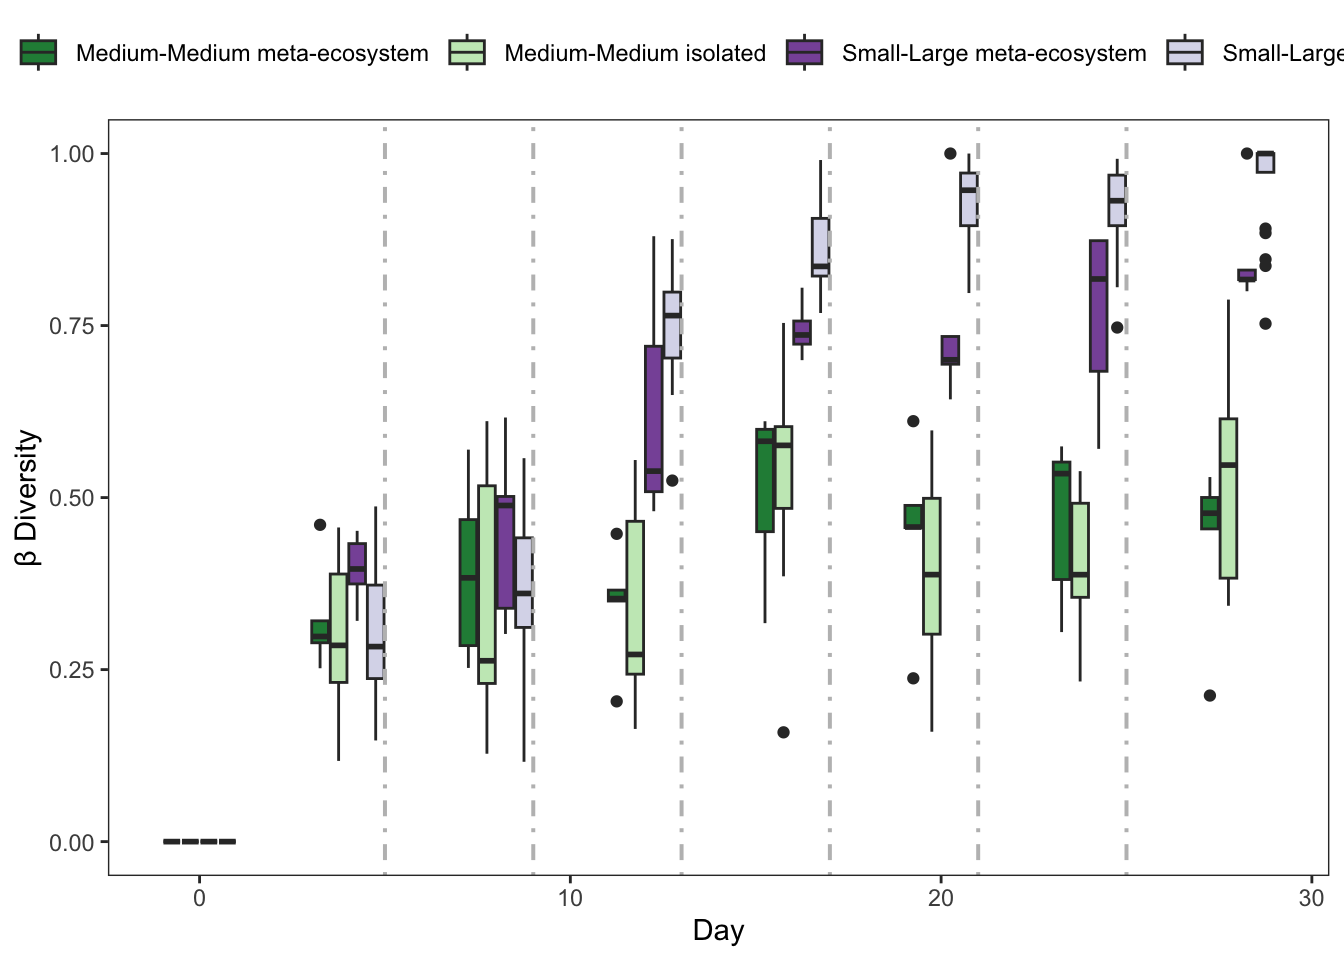 Medium-Medium meta-ecosystem Medium-Medium isolated Small-Large meta-ecosystem Small-Large
1.00
0.75
0.50
0.25
0.00
β Diversity
0 10 20 30
Day